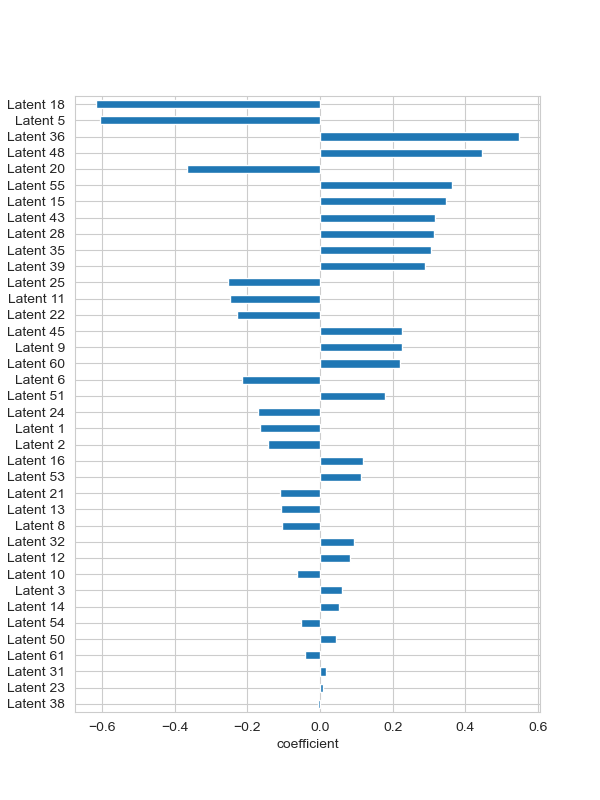 Latent 18
Latent 5
Latent 36
Latent 48
Latent 20
Latent 55
Latent 15
Latent 43
Latent 28
Latent 35
Latent 39
Latent 25
Latent 11
Latent 22
Latent 45
Latent 9
Latent 60
Latent 6
Latent 51
Latent 24
Latent 1
Latent 2
Latent 16
Latent 53
Latent 21
Latent 13
Latent 8
Latent 32
Latent 12
Latent 10
Latent 3
Latent 14
Latent 54
Latent 50
Latent 61
Latent 31
Latent 23
Latent 38
−0.6 −0.4 −0.2 0.0 0.2 0.4 0.6
coefficient